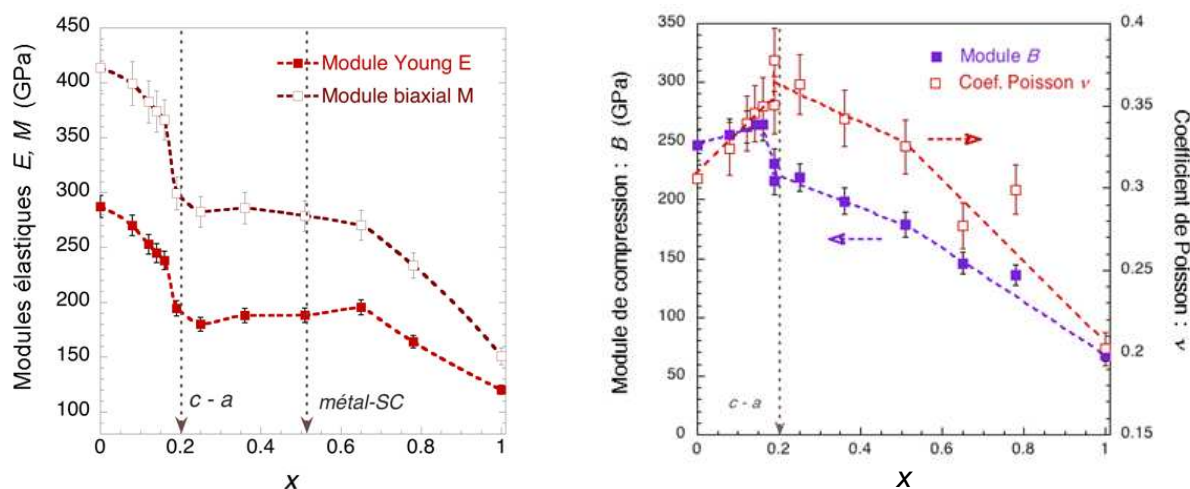 Modules élastiques E, M (GPa)
450
400
350
300
250
200
150
100
Module Young E
Module biaxial M
c - a
métal-SC
0
0.2
0.4
0.6
0.8
1
x
Module de compression : B (GPa)
350
300
250
200
150
100
50
0
Module B
Coef. Poisson ν
c - a
0
0.2
0.4
0.6
0.8
1
x
0.4
0.35
0.3
0.25
0.2
0.15
Coefficient de Poisson : ν